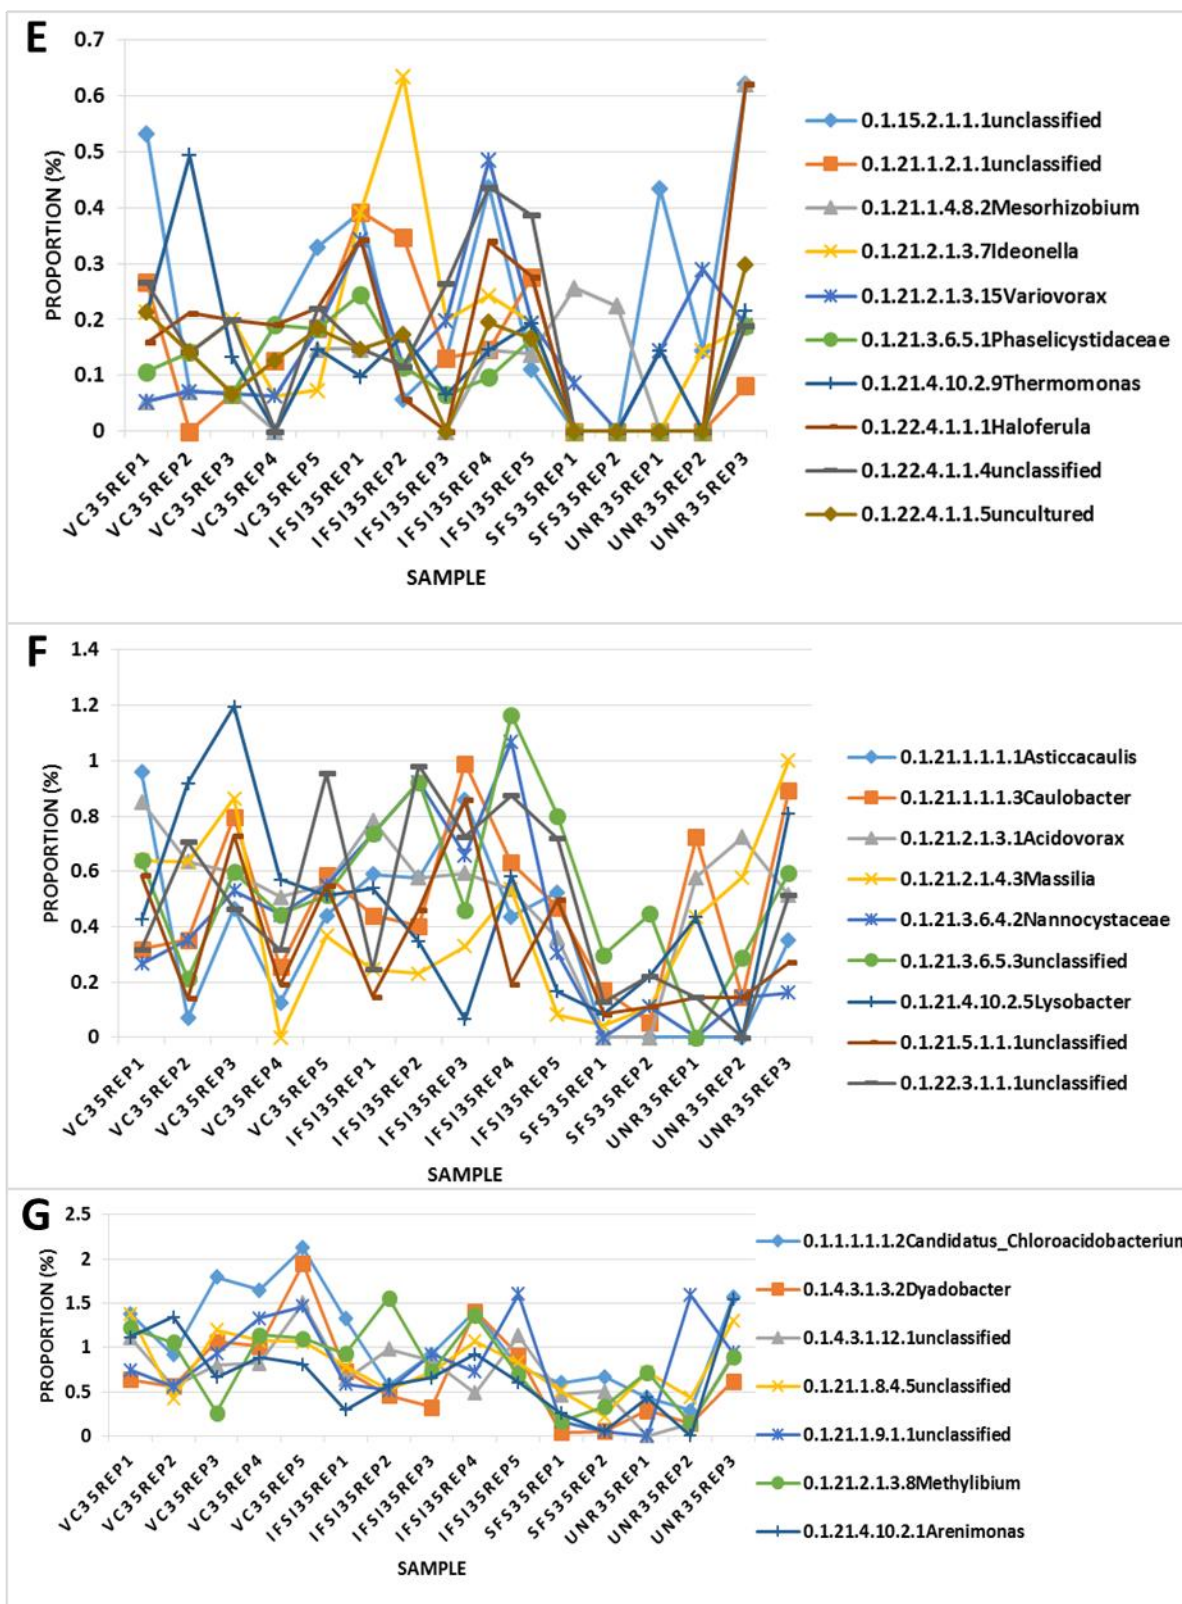 E
0.7
0.6
0.5
0.4
0.3
0.2
0.1
0
PROPORTION (%)
VC35REP1
VC35REP2
VC35REP3
VC35REP4
VC35REP5
IFSI35REP1
IFSI35REP2
IFSI35REP3
IFSI35REP4
IFSI35REP5
SFS35REP1
SFS35REP2
UNR35REP1
UNR35REP2
UNR35REP3
SAMPLE
0.1.15.2.1.1.1unclassified
0.1.21.1.2.1.1unclassified
0.1.21.1.4.8.2Mesorhizobium
0.1.21.2.1.3.7Ideonella
0.1.21.2.1.3.15Variovorax
0.1.21.3.6.5.1Phaselicystidaceae
0.1.21.4.10.2.9Thermomonas
0.1.22.4.1.1.1Haloferula
0.1.22.4.1.1.4unclassified
0.1.22.4.1.1.5uncultured
F
1.4
1.2
1
0.8
0.6
0.4
0.2
0
PROPORTION (%)
VC35REP1
VC35REP2
VC35REP3
VC35REP4
VC35REP5
IFSI35REP1
IFSI35REP2
IFSI35REP3
IFSI35REP4
IFSI35REP5
SFS35REP1
SFS35REP2
UNR35REP1
UNR35REP2
UNR35REP3
SAMPLE
0.1.21.1.1.1.1Asticcacaulis
0.1.21.1.1.1.3Caulobacter
0.1.21.2.1.3.1Acidovorax
0.1.21.2.1.4.3Massilia
0.1.21.3.6.4.2Nannocystaceae
0.1.21.3.6.5.3unclassified
0.1.21.4.10.2.5Lysobacter
0.1.21.5.1.1.1unclassified
0.1.22.3.1.1.1unclassified
G
2.5
2
1.5
1
0.5
0
PROPORTION (%)
VC35REP1
VC35REP2
VC35REP3
VC35REP4
VC35REP5
IFSI35REP1
IFSI35REP2
IFSI35REP3
IFSI35REP4
IFSI35REP5
SFS35REP1
SFS35REP2
UNR35REP1
UNR35REP2
UNR35REP3
SAMPLE
0.1.1.1.1.1.2Candidatus_Chloroacidobacterium
0.1.4.3.1.3.2Dyadobacter
0.1.4.3.1.12.1unclassified
0.1.21.1.8.4.5unclassified
0.1.21.1.9.1.1unclassified
0.1.21.2.1.3.8Methylibium
0.1.21.4.10.2.1Arenimonas